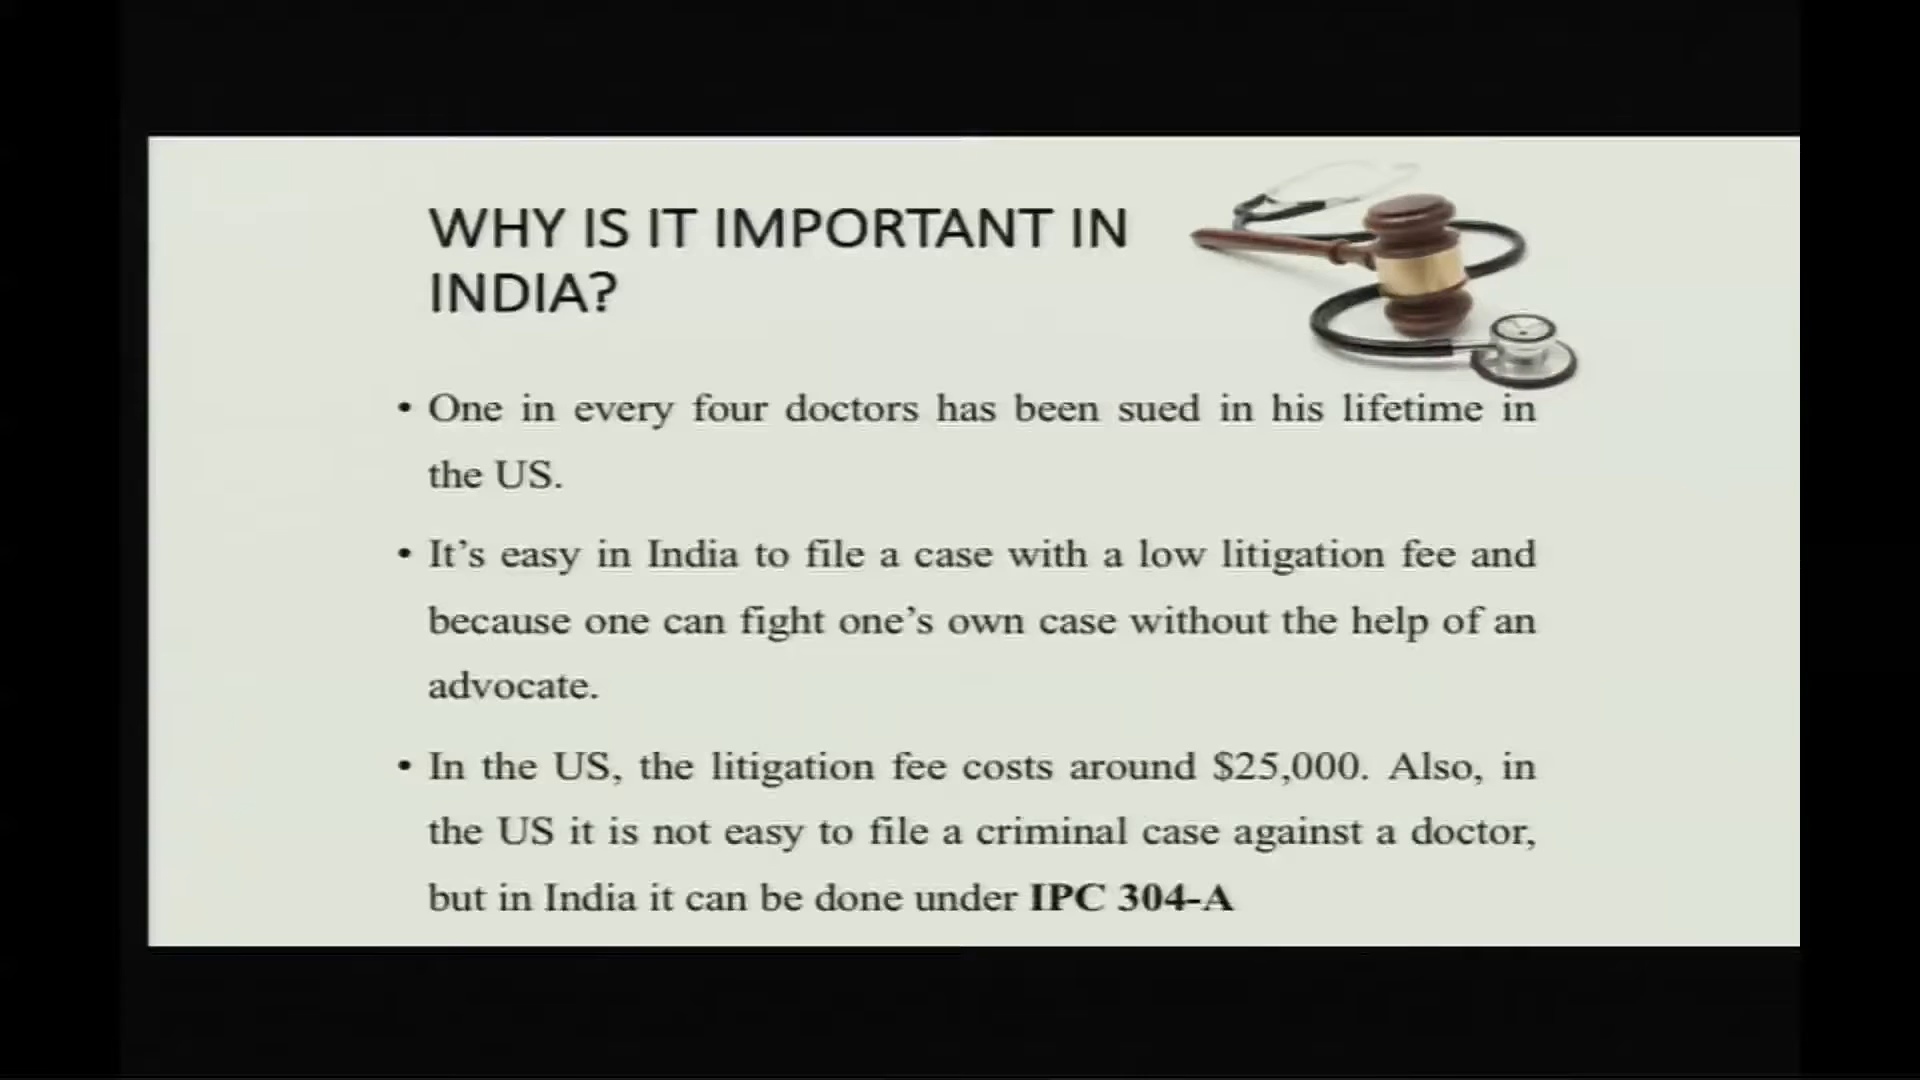 WHY IS IT IMPORTANT IN
INDIA?
• One in every four doctors has been sued in his lifetime in
the US.
• It’s easy in India to file a case with a low litigation fee and
because one can fight one’s own case without the help of an
advocate.
• In the US, the litigation fee costs around $25,000. Also, in
the US it is not easy to file a criminal case against a doctor,
but in India it can be done under IPC 304-A